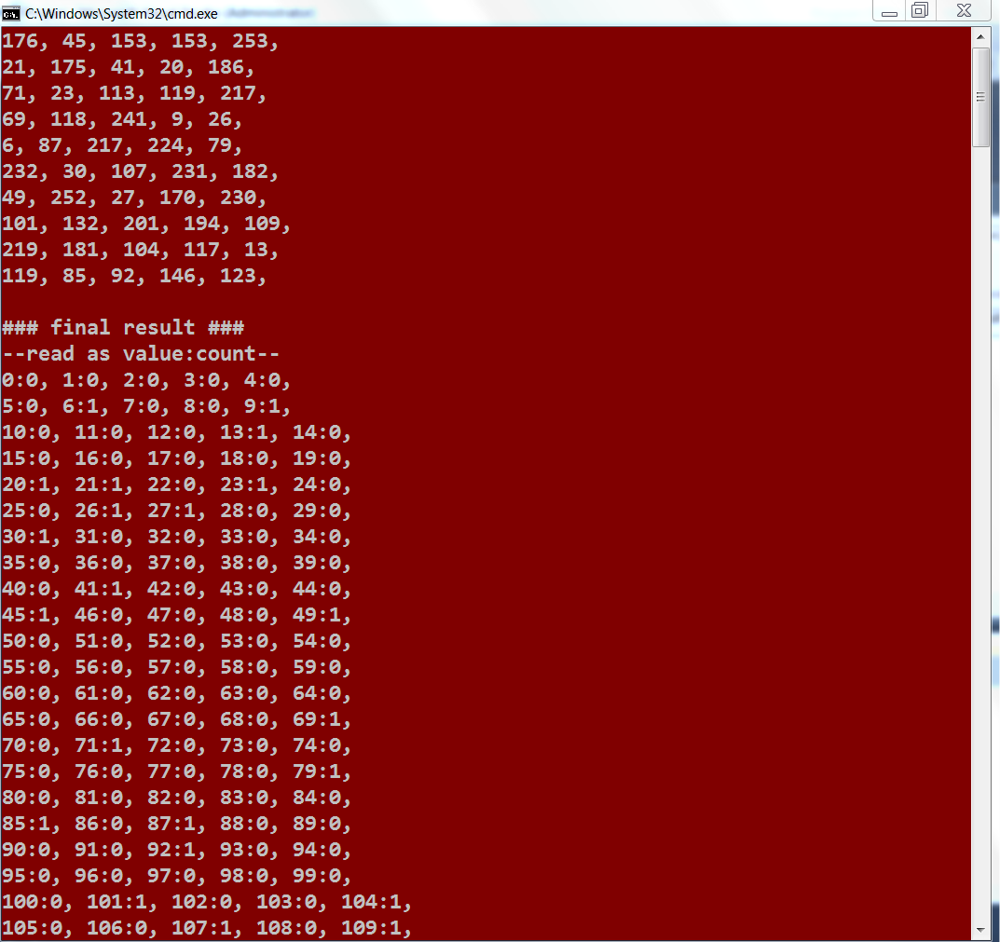 C:\Windows\System32\cmd.exe
176, 45, 153, 153, 253,
21, 175, 41, 20, 186,
71, 23, 113, 119, 217,
69, 118, 241, 9, 26,
6, 87, 217, 224, 79,
232, 30, 107, 231, 182,
49, 252, 27, 170, 230,
101, 132, 201, 194, 109,
219, 181, 104, 117, 13,
119, 85, 92, 146, 123,
### final result ###
--read as value:count--
0:0, 1:0, 2:0, 3:0, 4:0,
5:0, 6:1, 7:0, 8:0, 9:1,
10:0, 11:0, 12:0, 13:1, 14:0,
15:0, 16:0, 17:0, 18:0, 19:0,
20:1, 21:1, 22:0, 23:1, 24:0,
25:0, 26:1, 27:1, 28:0, 29:0,
30:1, 31:0, 32:0, 33:0, 34:0,
35:0, 36:0, 37:0, 38:0, 39:0,
40:0, 41:1, 42:0, 43:0, 44:0,
45:1, 46:0, 47:0, 48:0, 49:1,
50:0, 51:0, 52:0, 53:0, 54:0,
55:0, 56:0, 57:0, 58:0, 59:0,
60:0, 61:0, 62:0, 63:0, 64:0,
65:0, 66:0, 67:0, 68:0, 69:1,
70:0, 71:1, 72:0, 73:0, 74:0,
75:0, 76:0, 77:0, 78:0, 79:1,
80:0, 81:0, 82:0, 83:0, 84:0,
85:1, 86:0, 87:1, 88:0, 89:0,
90:0, 91:0, 92:1, 93:0, 94:0,
95:0, 96:0, 97:0, 98:0, 99:0,
100:0, 101:1, 102:0, 103:0, 104:1,
105:0, 106:0, 107:1, 108:0, 109:1,